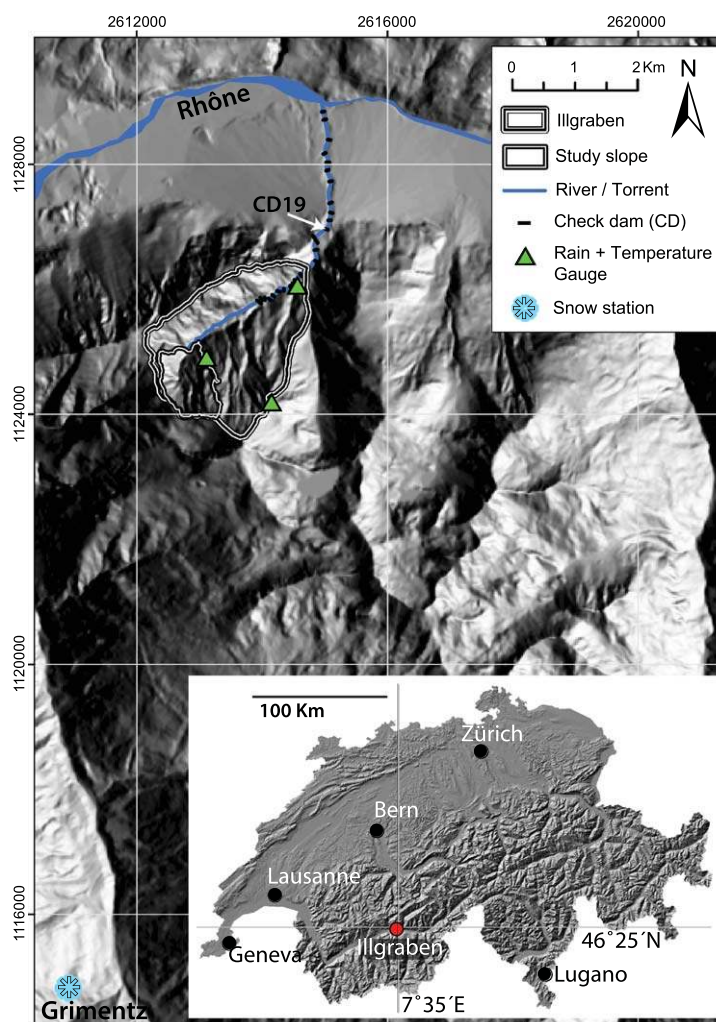 2612000
2616000
2620000
0
1
2 Km
N
Illgraben
Study slope
River / Torrent
Check dam (CD)
Rain + Temperature
Gauge
Snow station
Rhône
CD19
1128000
1124000
1120000
1116000
100 Km
Zürich
Bern
Lausanne
Geneva
Illgraben
46°25´N
Lugano
7°35´E
Grimentz